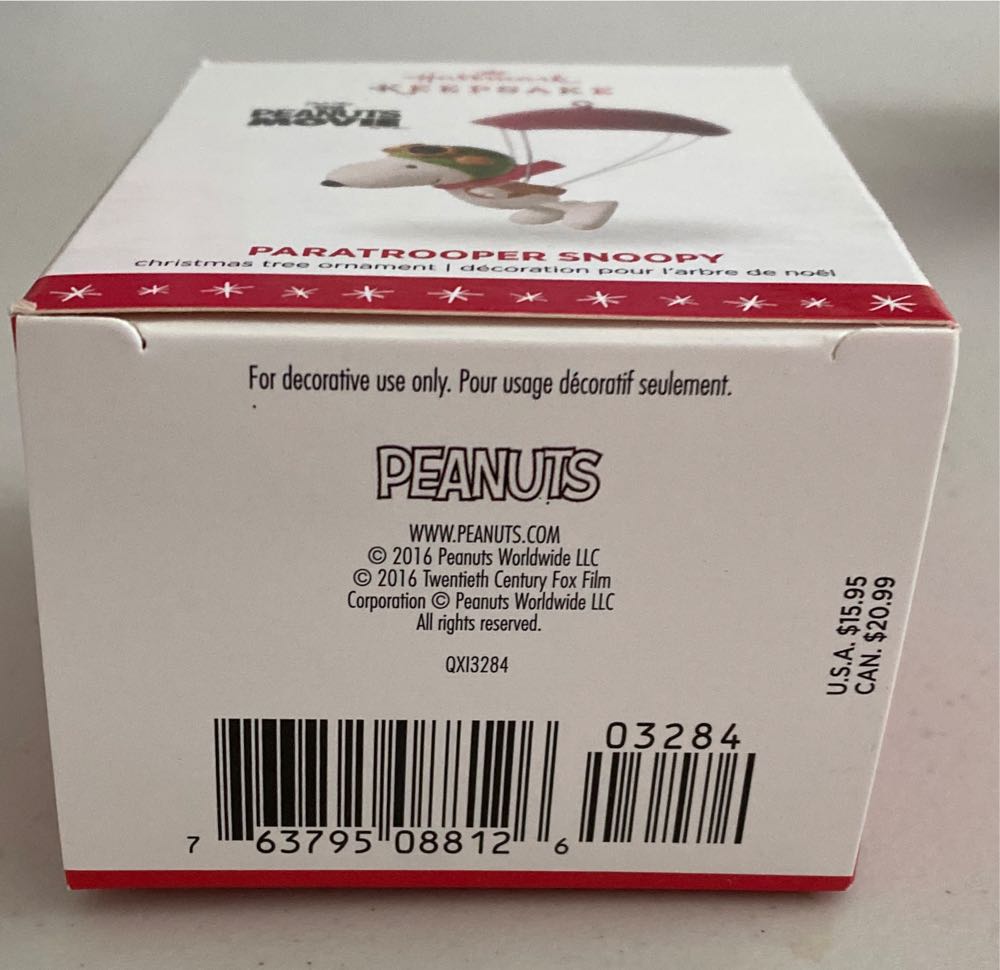 Hallmark
KEEPSAKE
THE
PEANUTS
MOVIE
PARATROOPER SNOOPY
christmas tree ornament | décoration pour l'arbre de noël
For decorative use only. Pour usage décoratif seulement.
PEANUTS
WWW.PEANUTS.COM
© 2016 Peanuts Worldwide LLC
© 2016 Twentieth Century Fox Film
Corporation © Peanuts Worldwide LLC
All rights reserved.
QXI3284
U.S.A. $15.95
CAN. $20.99
03284
7 63795 08812 6